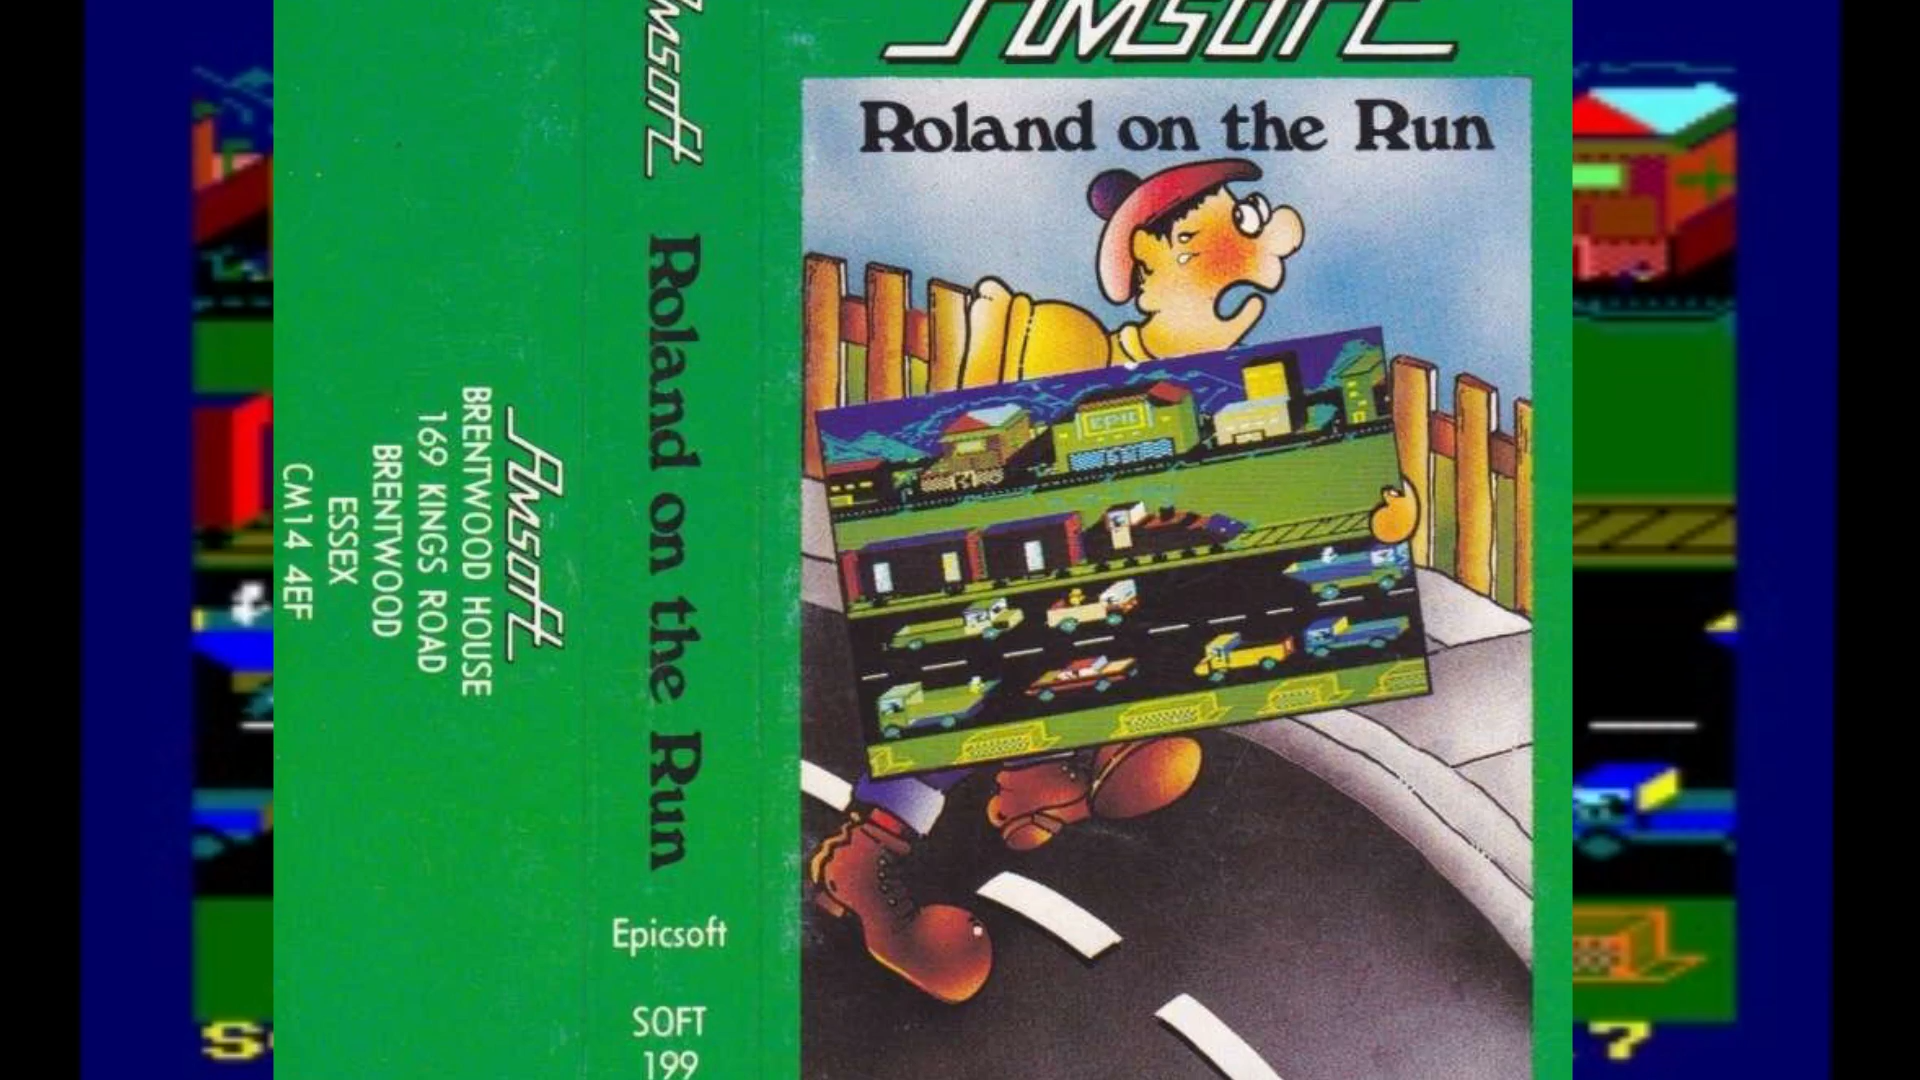 Amsoft
Roland on the Run
EPIC
Amsoft
Roland on the Run
Epicsoft
SOFT
199
Amsoft
BRENTWOOD HOUSE
169 KINGS ROAD
BRENTWOOD
ESSEX
CM14 4EF
S
7